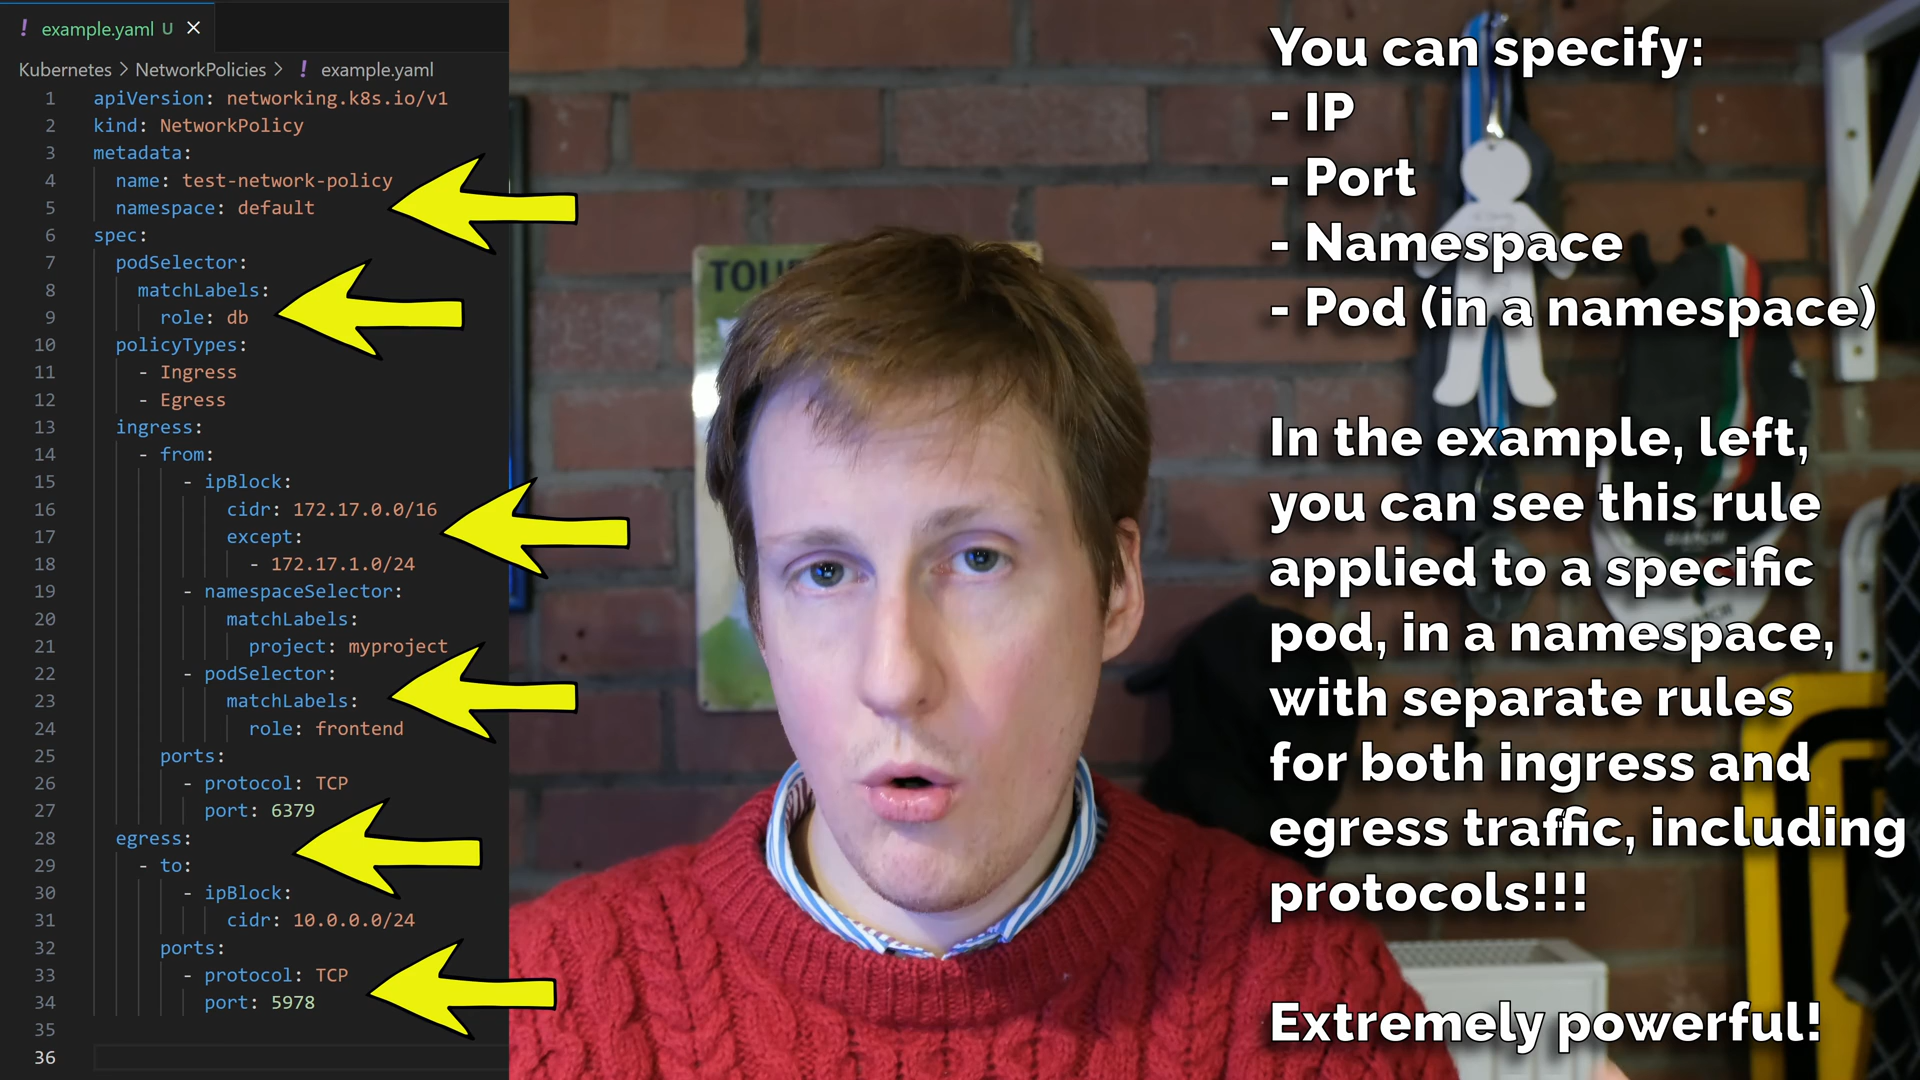 ! example.yaml U ×
Kubernetes > NetworkPolicies > ! example.yaml
1 apiVersion: networking.k8s.io/v1
2 kind: NetworkPolicy
3 metadata:
4 name: test-network-policy
5 namespace: default
6 spec:
7 podSelector:
8 matchLabels:
9 role: db
10 policyTypes:
11 - Ingress
12 - Egress
13 ingress:
14 - from:
15 - ipBlock:
16 cidr: 172.17.0.0/16
17 except:
18 - 172.17.1.0/24
19 - namespaceSelector:
20 matchLabels:
21 project: myproject
22 - podSelector:
23 matchLabels:
24 role: frontend
25 ports:
26 - protocol: TCP
27 port: 6379
28 egress:
29 - to:
30 - ipBlock:
31 cidr: 10.0.0.0/24
32 ports:
33 - protocol: TCP
34 port: 5978
35
36
You can specify:
- IP
- Port
- Namespace
- Pod (in a namespace)
In the example, left,
you can see this rule
applied to a specific
pod, in a namespace,
with separate rules
for both ingress and
egress traffic, including
protocols!!!
Extremely powerful!